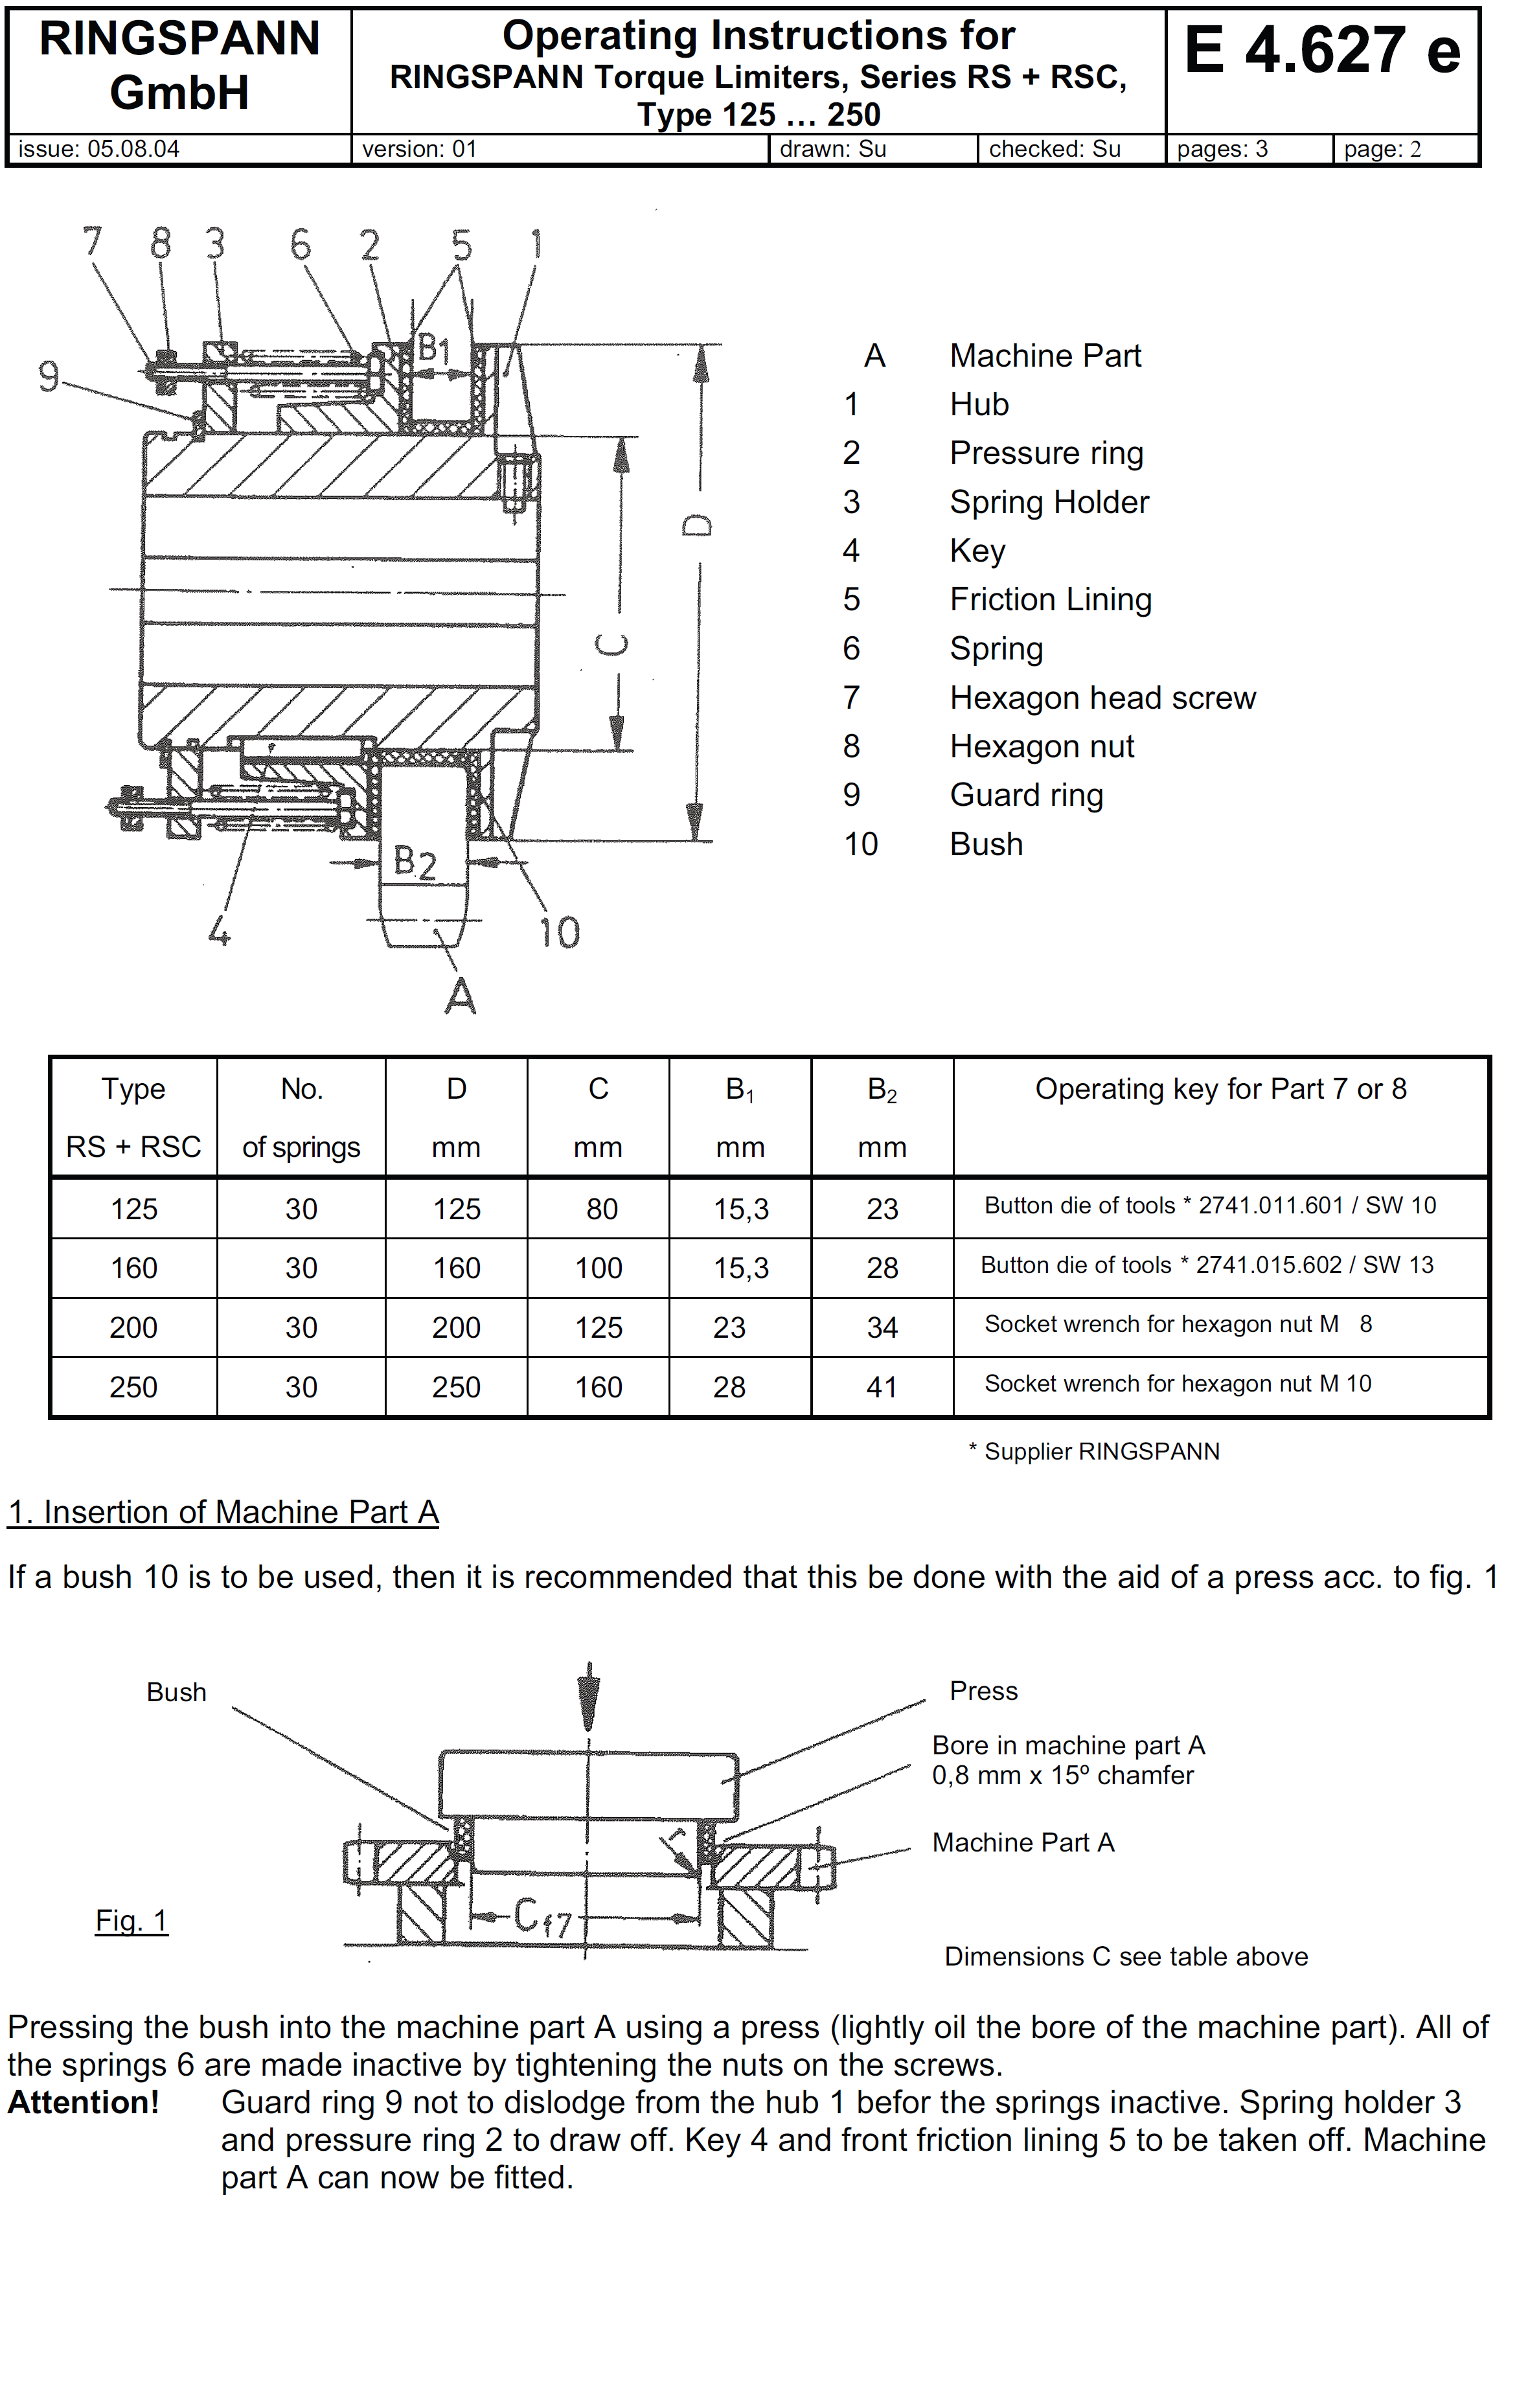 RINGSPANN
GmbH
Operating Instructions for
RINGSPANN Torque Limiters, Series RS + RSC,
Type 125 … 250
E 4.627 e
issue: 05.08.04
version: 01
drawn: Su
checked: Su
pages: 3
page: 2
7 8 3 6 2 5 1
9
B1
D
C
B2
4
10
A
A Machine Part
1 Hub
2 Pressure ring
3 Spring Holder
4 Key
5 Friction Lining
6 Spring
7 Hexagon head screw
8 Hexagon nut
9 Guard ring
10 Bush
Type No. D C B1 B2 Operating key for Part 7 or 8
RS + RSC of springs mm mm mm mm
125 30 125 80 15,3 23 Button die of tools * 2741.011.601 / SW 10
160 30 160 100 15,3 28 Button die of tools * 2741.015.602 / SW 13
200 30 200 125 23 34 Socket wrench for hexagon nut M 8
250 30 250 160 28 41 Socket wrench for hexagon nut M 10
* Supplier RINGSPANN
1. Insertion of Machine Part A
If a bush 10 is to be used, then it is recommended that this be done with the aid of a press acc. to fig. 1
Bush
Press
Bore in machine part A
0,8 mm x 15º chamfer
r
Machine Part A
C f7
Fig. 1
Dimensions C see table above
Pressing the bush into the machine part A using a press (lightly oil the bore of the machine part). All of
the springs 6 are made inactive by tightening the nuts on the screws.
Attention! Guard ring 9 not to dislodge from the hub 1 befor the springs inactive. Spring holder 3
and pressure ring 2 to draw off. Key 4 and front friction lining 5 to be taken off. Machine
part A can now be fitted.